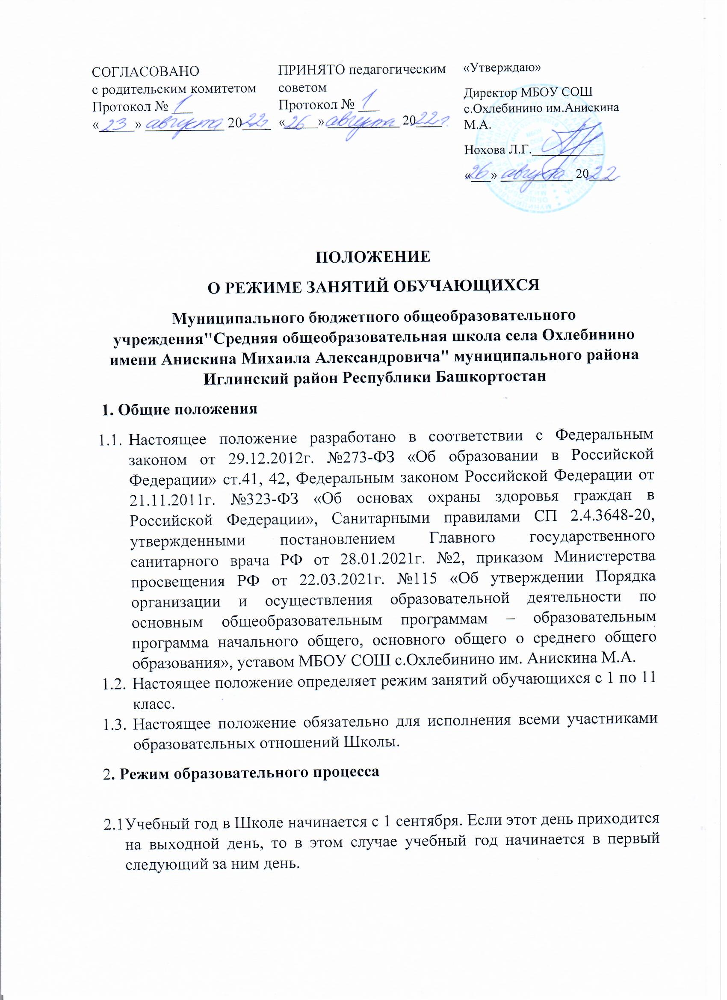 СОГЛАСОВАНО
с родительским комитетом
Протокол № 1
«23» августа 2022г
ПРИНЯТО педагогическим
советом
Протокол № 1
«26» августа 2022г.
«Утверждаю»
Директор МБОУ СОШ
с.Охлебинино им.Анискина
М.А.
Нохова Л.Г.
«26» августа 2022
ПОЛОЖЕНИЕ
О РЕЖИМЕ ЗАНЯТИЙ ОБУЧАЮЩИХСЯ
Муниципального бюджетного общеобразовательного
учреждения"Средняя общеобразовательная школа села Охлебинино
имени Анискина Михаила Александровича" муниципального района
Иглинский район Республики Башкортостан
1. Общие положения
1.1. Настоящее положение разработано в соответствии с Федеральным
законом от 29.12.2012г. №273-ФЗ «Об образовании в Российской
Федерации» ст.41, 42, Федеральным законом Российской Федерации от
21.11.2011г. №323-ФЗ «Об основах охраны здоровья граждан в
Российской Федерации», Санитарными правилами СП 2.4.3648-20,
утвержденными постановлением Главного государственного
санитарного врача РФ от 28.01.2021г. №2, приказом Министерства
просвещения РФ от 22.03.2021г. №115 «Об утверждении Порядка
организации и осуществления образовательной деятельности по
основным общеобразовательным программам – образовательным
программа начального общего, основного общего о среднего общего
образования», уставом МБОУ СОШ с.Охлебинино им. Анискина М.А.
1.2. Настоящее положение определяет режим занятий обучающихся с 1 по 11
класс.
1.3. Настоящее положение обязательно для исполнения всеми участниками
образовательных отношений Школы.
2. Режим образовательного процесса
2.1Учебный год в Школе начинается с 1 сентября. Если этот день приходится
на выходной день, то в этом случае учебный год начинается в первый
следующий за ним день.